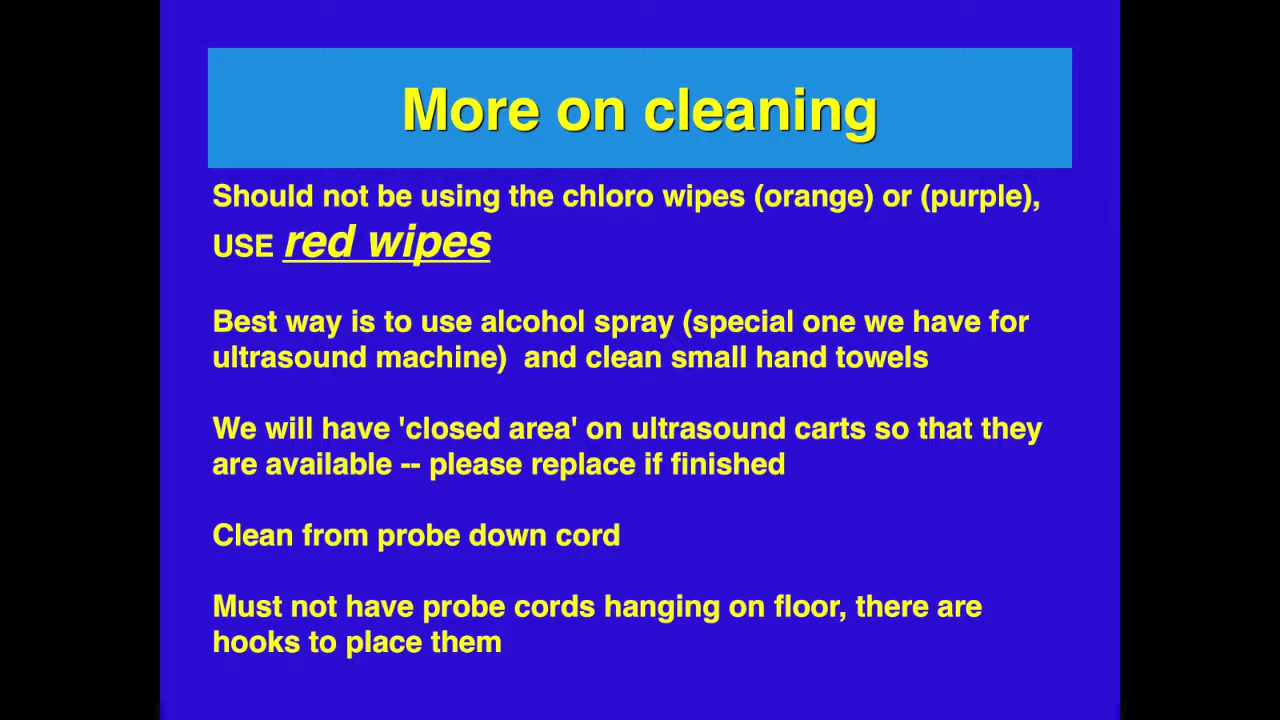 More on cleaning
Should not be using the chloro wipes (orange) or (purple),
USE red wipes
Best way is to use alcohol spray (special one we have for
ultrasound machine)  and clean small hand towels
We will have 'closed area' on ultrasound carts so that they
are available -- please replace if finished
Clean from probe down cord
Must not have probe cords hanging on floor, there are
hooks to place them